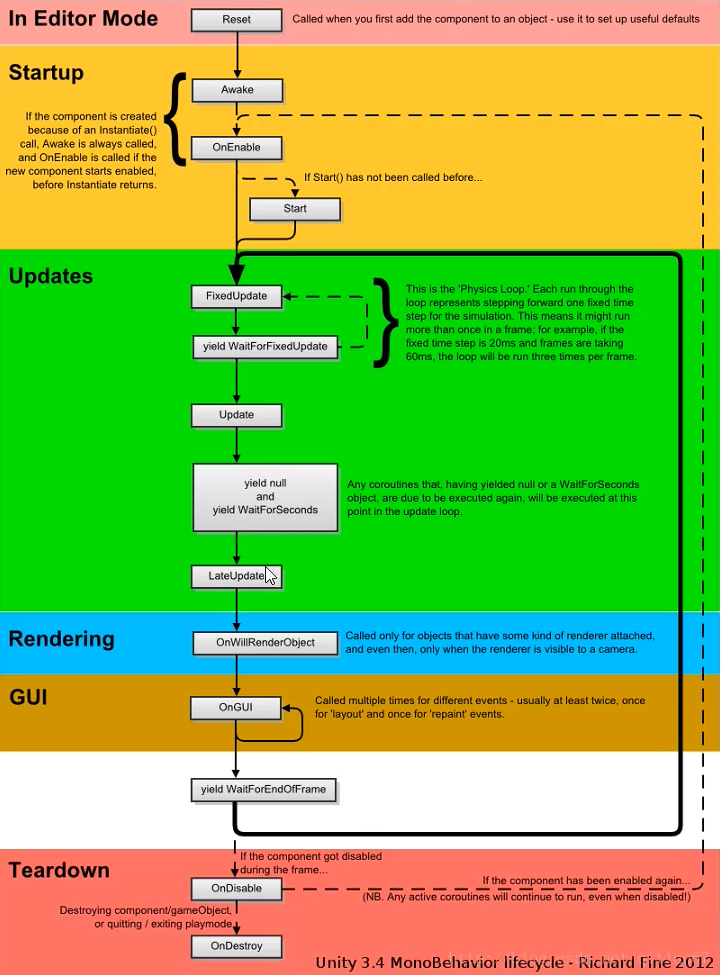 In Editor Mode
Reset
Called when you first add the component to an object - use it to set up useful defaults
Startup
Awake
If the component is created
because of an Instantiate()
call, Awake is always called,
and OnEnable is called if the
new component starts enabled,
before Instantiate returns.
OnEnable
If Start() has not been called before...
Start
Updates
FixedUpdate
This is the 'Physics Loop.' Each run through the
loop represents stepping forward one fixed time
step for the simulation. This means it might run
more than once in a frame; for example, if the
fixed time step is 20ms and frames are taking
60ms, the loop will be run three times per frame.
yield WaitForFixedUpdate
Update
yield null
and
yield WaitForSeconds
Any coroutines that, having yielded null or a WaitForSeconds
object, are due to be executed again, will be executed at this
point in the update loop.
LateUpdate
Rendering
OnWillRenderObject
Called only for objects that have some kind of renderer attached,
and even then, only when the renderer is visible to a camera.
GUI
OnGUI
Called multiple times for different events - usually at least twice, once
for 'layout' and once for 'repaint' events.
yield WaitForEndOfFrame
Teardown
If the component got disabled
during the frame...
OnDisable
If the component has been enabled again...
(NB. Any active coroutines will continue to run, even when disabled!)
Destroying component/gameObject,
or quitting / exiting playmode
OnDestroy
Unity 3.4 MonoBehavior lifecycle - Richard Fine 2012